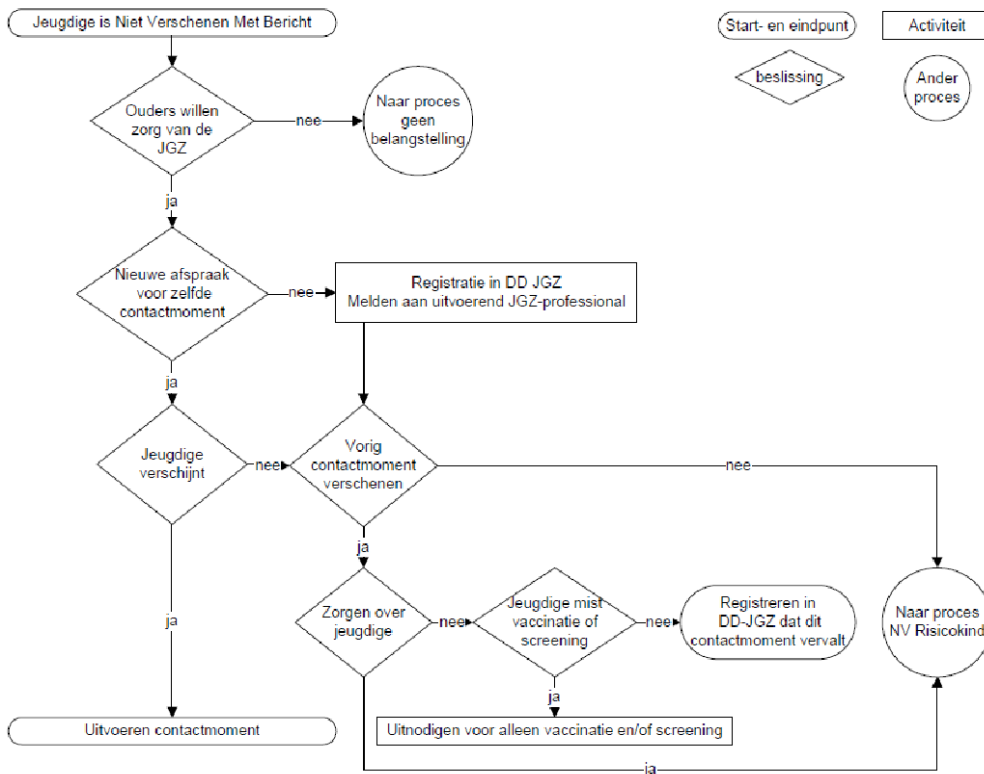 Jeugdige is Niet Verschenen Met Bericht
Start- en eindpunt
Activiteit
beslissing
Ander
proces
Ouders willen
zorg van de
JGZ
nee
Naar proces
geen
belangstelling
ja
Nieuwe afspraak
voor zelfde
contactmoment
nee
Registratie in DD JGZ
Melden aan uitvoerend JGZ-professional
ja
Jeugdige
verschijnt
nee
Vorig
contactmoment
verschenen
nee
ja
ja
Zorgen over
jeugdige
nee
Jeugdige mist
vaccinatie of
screening
nee
Registreren in
DD-JGZ dat dit
contactmoment vervalt
Naar proces
NV Risicokind
ja
Uitvoeren contactmoment
Uitnodigen voor alleen vaccinatie en/of screening
ja